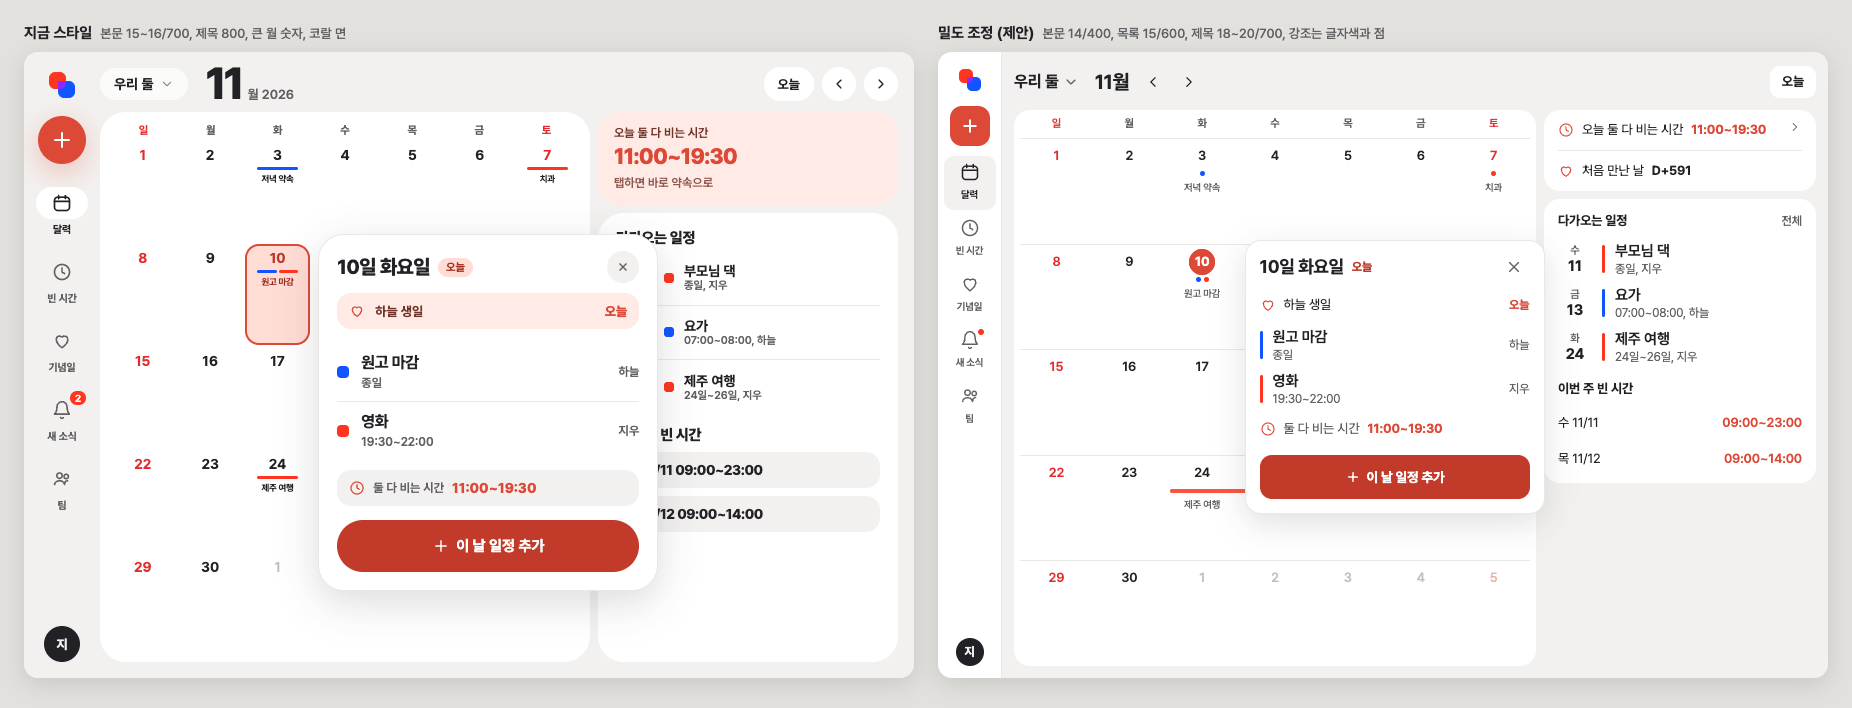 지금 스타일 본문 15~16/700, 제목 800, 큰 월 숫자, 코랄 면
우리 둘
11 월 2026
오늘
달력
빈 시간
기념일
2
새 소식
팀
지
일 월 화 수 목 금 토
1 2 3 4 5 6 7
저녁 약속 치과
8 9 10
원고 마감
15 16 17
22 23 24
제주 여행
29 30 1
오늘 둘 다 비는 시간
11:00~19:30
탭하면 바로 약속으로
오는 일정
부모님 댁
종일, 지우
요가
07:00~08:00, 하늘
제주 여행
24일~26일, 지우
빈 시간
/11 09:00~23:00
/12 09:00~14:00
10일 화요일 오늘
하늘 생일 오늘
원고 마감
종일
하늘
영화
19:30~22:00
지우
둘 다 비는 시간 11:00~19:30
이 날 일정 추가
밀도 조정 (제안) 본문 14/400, 목록 15/600, 제목 18~20/700, 강조는 글자색과 점
우리 둘 11월
오늘
달력
빈 시간
기념일
새 소식
팀
지
일 월 화 수 목 금 토
1 2 3 4 5 6 7
저녁 약속 치과
8 9 10
원고 마감
15 16 17
22 23 24
제주 여행
29 30 1 2 3 4 5
오늘 둘 다 비는 시간 11:00~19:30
처음 만난 날 D+591
다가오는 일정 전체
수
11
부모님 댁
종일, 지우
금
13
요가
07:00~08:00, 하늘
화
24
제주 여행
24일~26일, 지우
이번 주 빈 시간
수 11/11 09:00~23:00
목 11/12 09:00~14:00
10일 화요일 오늘
하늘 생일 오늘
원고 마감
종일
하늘
영화
19:30~22:00
지우
둘 다 비는 시간 11:00~19:30
이 날 일정 추가